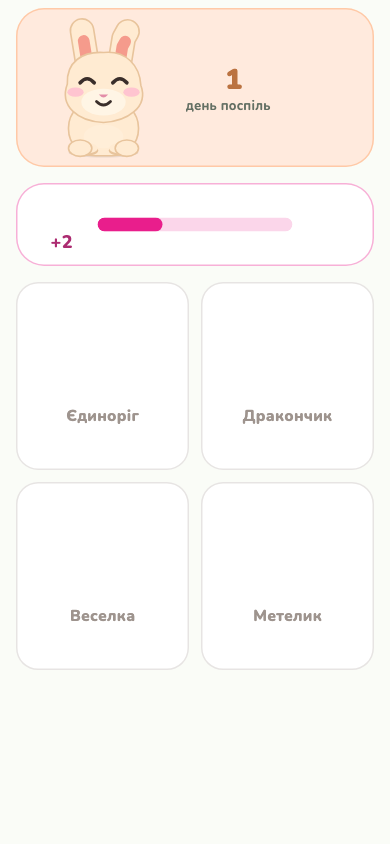 1
день поспіль
+2
Єдиноріг
Дракончик
Веселка
Метелик